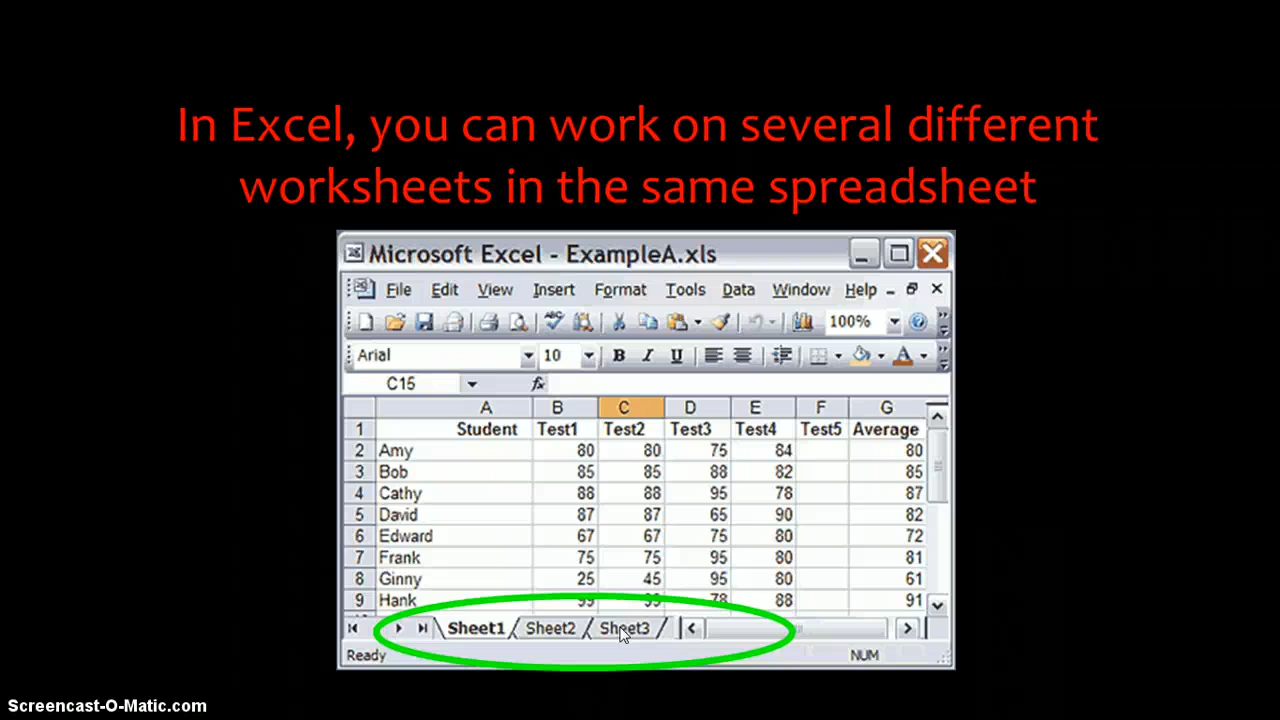 In Excel, you can work on several different
worksheets in the same spreadsheet
Microsoft Excel - ExampleA.xls
File Edit View Insert Format Tools Data Window Help
100%
Arial 10 B I U A
C15 fx
A B C D E F G
1 Student Test1 Test2 Test3 Test4 Test5 Average
2 Amy 80 80 75 84 80
3 Bob 85 85 88 82 85
4 Cathy 88 88 95 78 87
5 David 87 87 65 90 82
6 Edward 67 67 75 80 72
7 Frank 75 75 95 80 81
8 Ginny 25 45 95 80 61
9 Hank 99 99 78 88 91
Sheet1 Sheet2 Sheet3
Ready NUM
Screencast-O-Matic.com